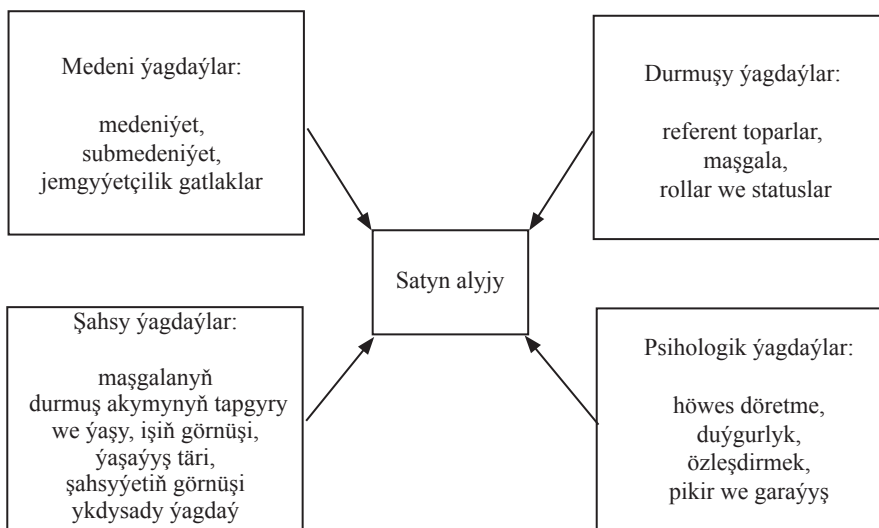 Medeni ýagdaýlar:
medeniýet,
submedeniýet,
jemgyýetçilik gatlaklar
Durmuşy ýagdaýlar:
referent toparlar,
maşgala,
rollar we statuslar
Satyn alyjy
Şahsy ýagdaýlar:
maşgalanyň
durmuş akymynyň tapgyry
we ýaşy, işiň görnüşi,
ýaşaýyş täri,
şahsyýetiň görnüşi
ykdysady ýagdaý
Psihologik ýagdaýlar:
höwes döretme,
duýgurlyk,
özleşdirmek,
pikir we garaýyş